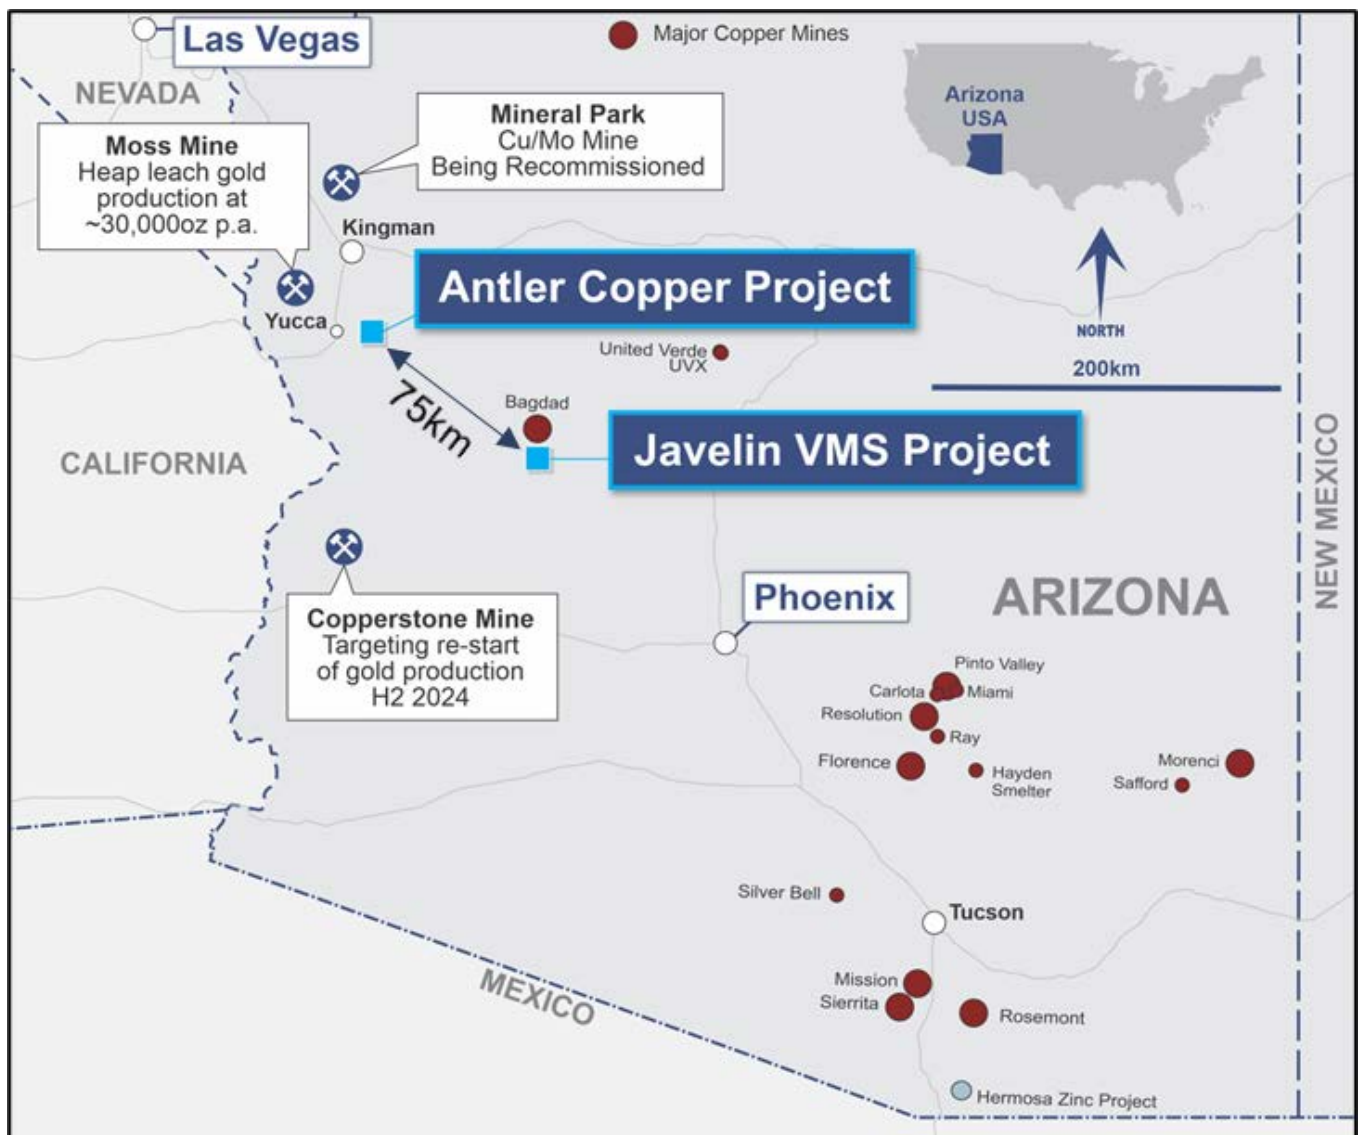 Las Vegas
Major Copper Mines
NEVADA
Arizona
USA
Mineral Park
Cu/Mo Mine
Being Recommissioned
Moss Mine
Heap leach gold
production at
~30,000oz p.a.
Kingman
Antler Copper Project
Yucca
NORTH
200km
United Verde
UVX
75km
Bagdad
Javelin VMS Project
CALIFORNIA
NEW MEXICO
ARIZONA
Phoenix
Copperstone Mine
Targeting re-start
of gold production
H2 2024
Pinto Valley
Carlota
Miami
Resolution
Ray
Florence
Hayden
Smelter
Morenci
Safford
Silver Bell
Tucson
Mission
Sierrita
Rosemont
MEXICO
Hermosa Zinc Project